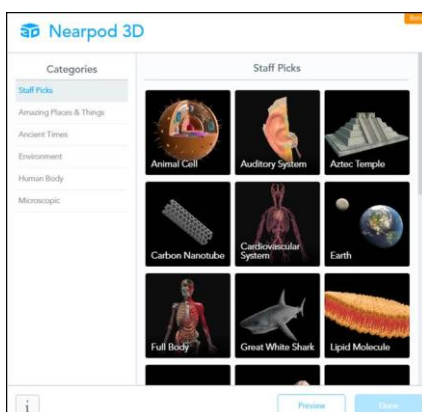 Beta
Nearpod 3D
Categories
Staff Picks
Amazing Places & Things
Ancient Times
Environment
Human Body
Microscopic
Staff Picks
Animal Cell
Auditory System
Aztec Temple
Carbon Nanotube
Cardiovascular
System
Earth
Full Body
Great White Shark
Lipid Molecule
i
Preview
Done